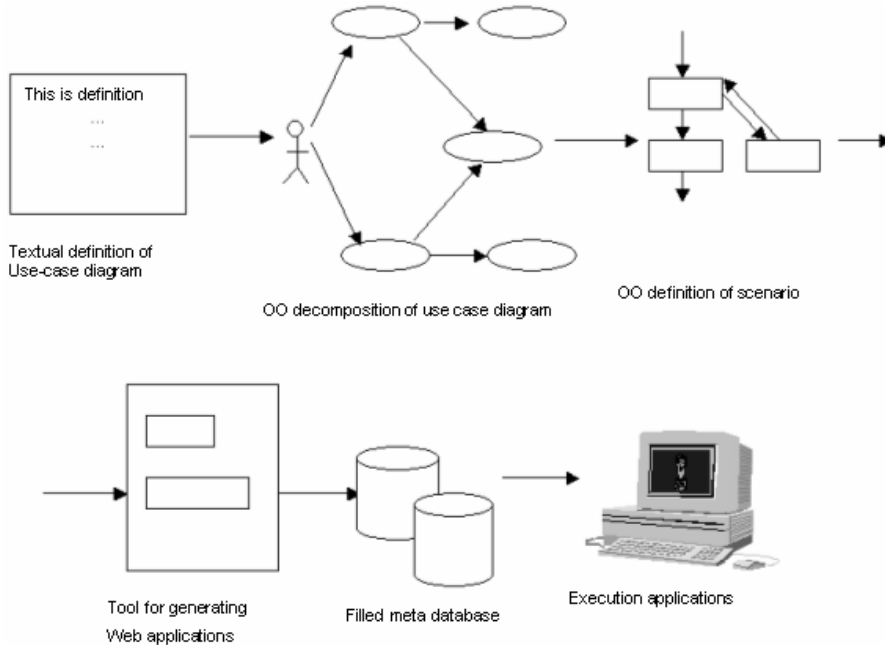 This is definition
...
...
Textual definition of
Use-case diagram
OO decomposition of use case diagram
OO definition of scenario
Tool for generating
Web applications
Filled meta database
Execution applications